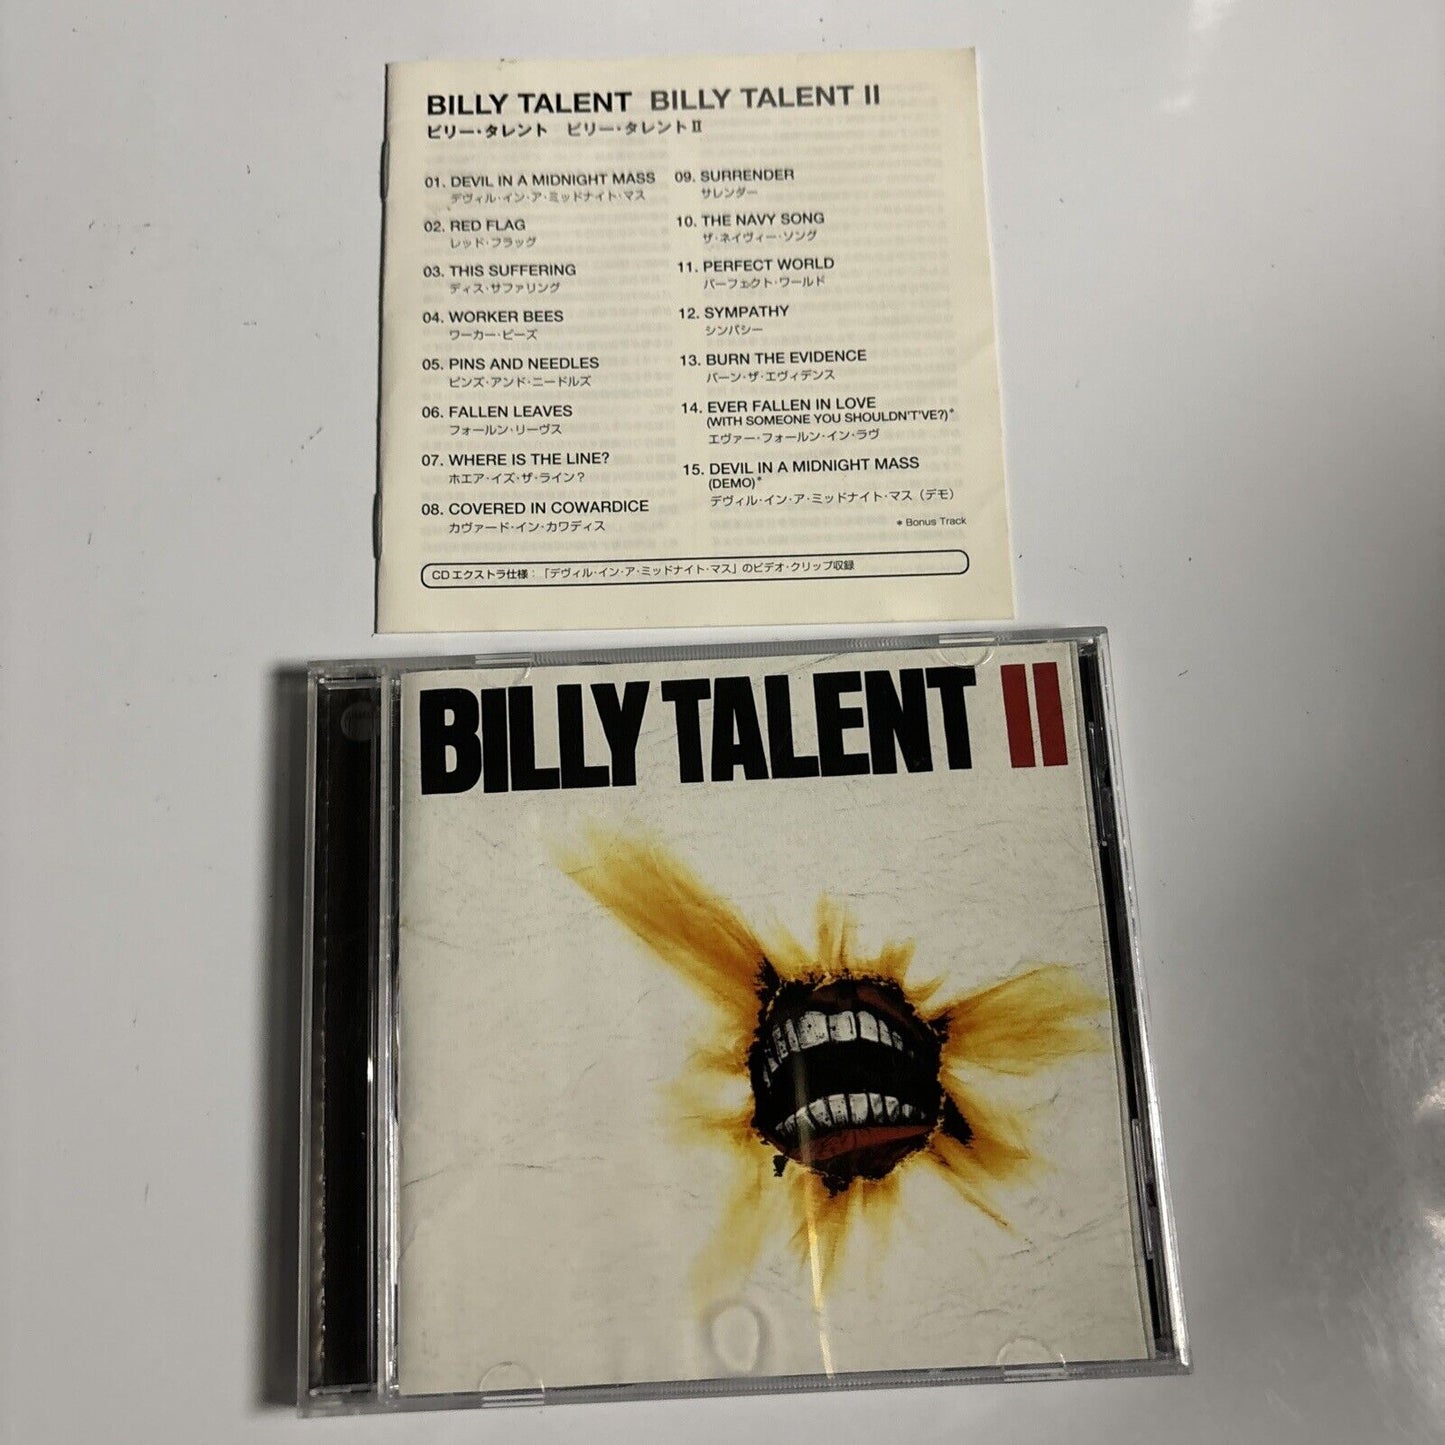 BILLY TALENT BILLY TALENT II
ビリー・タレント ビリー・タレントⅡ
01. DEVIL IN A MIDNIGHT MASS
デヴィル・イン・ア・ミッドナイト・マス
02. RED FLAG
レッド・フラッグ
03. THIS SUFFERING
ディス・サファリング
04. WORKER BEES
ワーカー・ビーズ
05. PINS AND NEEDLES
ピンズ・アンド・ニードルズ
06. FALLEN LEAVES
フォールン・リーヴス
07. WHERE IS THE LINE?
ホエア・イズ・ザ・ライン?
08. COVERED IN COWARDICE
カヴァード・イン・カワディス
09. SURRENDER
サレンダー
10. THE NAVY SONG
ザ・ネイヴィー・ソング
11. PERFECT WORLD
パーフェクト・ワールド
12. SYMPATHY
シンパシー
13. BURN THE EVIDENCE
バーン・ザ・エヴィデンス
14. EVER FALLEN IN LOVE
(WITH SOMEONE YOU SHOULDN'T'VE?)*
エヴァー・フォールン・イン・ラヴ
15. DEVIL IN A MIDNIGHT MASS
(DEMO)*
デヴィル・イン・ア・ミッドナイト・マス(デモ)
* Bonus Track
CDエクストラ仕様:「デヴィル・イン・ア・ミッドナイト・マス」のビデオ・クリップ収録
BILLY TALENT II